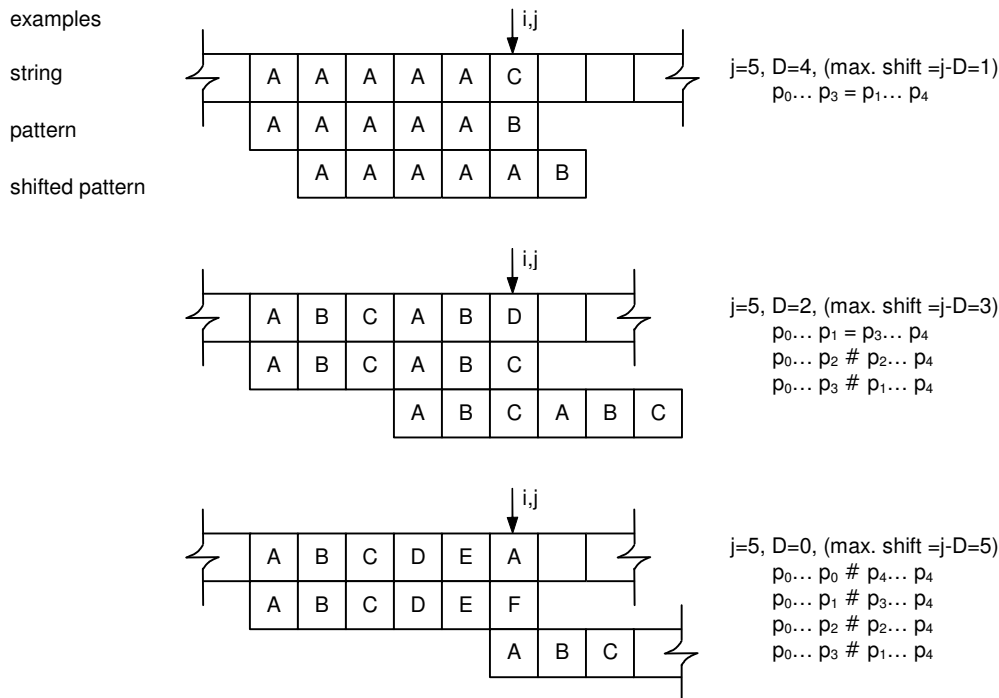 examples
i,j
string A A A A A C
j=5, D=4, (max. shift =j-D=1)
p₀... p₃ = p₁... p₄
pattern A A A A A B
shifted pattern A A A A A B
i,j
A B C A B D
j=5, D=2, (max. shift =j-D=3)
p₀... p₁ = p₃... p₄
p₀... p₂ # p₂... p₄
p₀... p₃ # p₁... p₄
A B C A B C
A B C A B C
i,j
A B C D E A
j=5, D=0, (max. shift =j-D=5)
p₀... p₀ # p₄... p₄
p₀... p₁ # p₃... p₄
p₀... p₂ # p₂... p₄
p₀... p₃ # p₁... p₄
A B C D E F
A B C